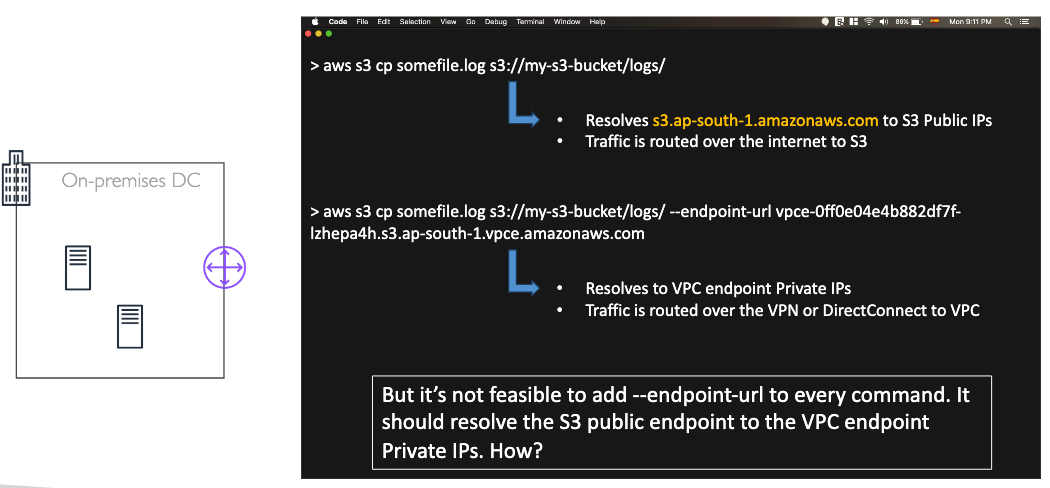 Code File Edit Selection View Go Debug Terminal Window Help 86% Mon 9:11 PM
> aws s3 cp somefile.log s3://my-s3-bucket/logs/
• Resolves s3.ap-south-1.amazonaws.com to S3 Public IPs
• Traffic is routed over the internet to S3
On-premises DC
> aws s3 cp somefile.log s3://my-s3-bucket/logs/ --endpoint-url vpce-0ff0e04e4b882df7f-
lzhepa4h.s3.ap-south-1.vpce.amazonaws.com
• Resolves to VPC endpoint Private IPs
• Traffic is routed over the VPN or DirectConnect to VPC
But it’s not feasible to add --endpoint-url to every command. It
should resolve the S3 public endpoint to the VPC endpoint
Private IPs. How?